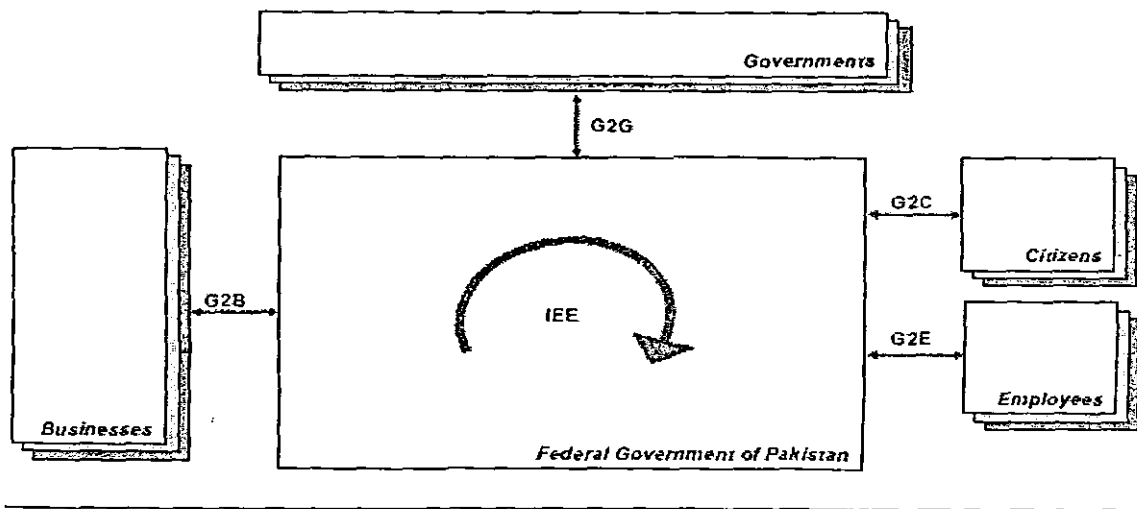 Governments
G2G
G2C
Citizens
G2B
IEE
G2E
Employees
Businesses
Federal Government of Pakistan